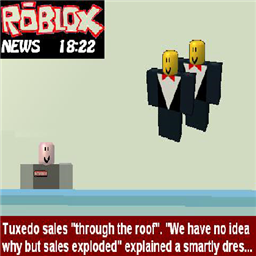 ROBLOX
NEWS 18:22
Tuxedo sales "through the roof". "We have no idea
why but sales exploded" explained a smartly dres...